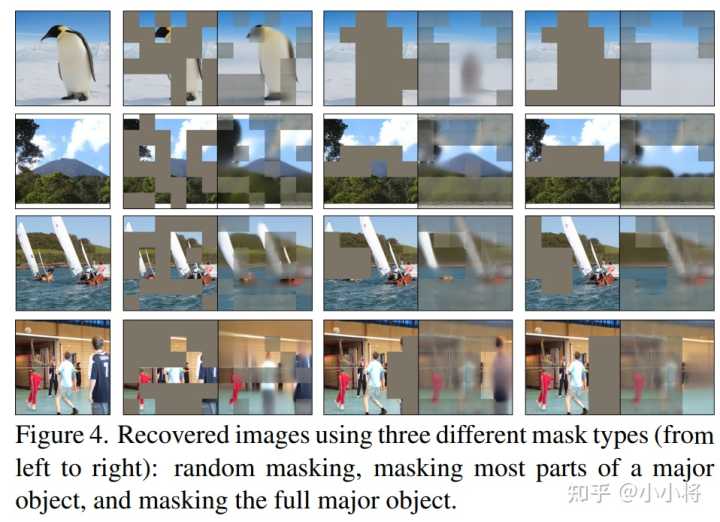 Figure 4. Recovered images using three different mask types (from
left to right): random masking, masking most parts of a major
object, and masking the full major object.
知乎 @小小将